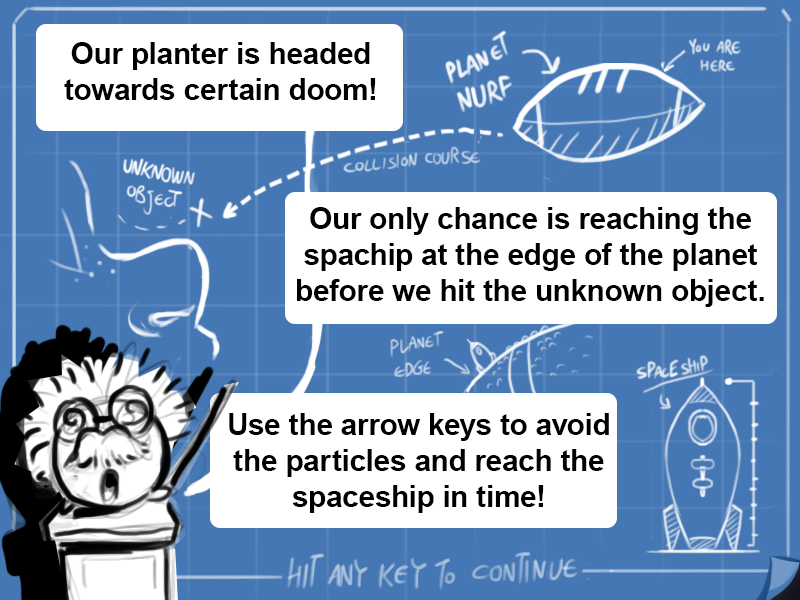 Our planter is headed
towards certain doom!
PLANET
NURF
YOU ARE
HERE
UNKNOWN
OBJECT
COLLISION COURSE
Our only chance is reaching the
spachip at the edge of the planet
before we hit the unknown object.
PLANET
EDGE
SPACESHIP
Use the arrow keys to avoid
the particles and reach the
spaceship in time!
HIT ANY KEY TO CONTINUE